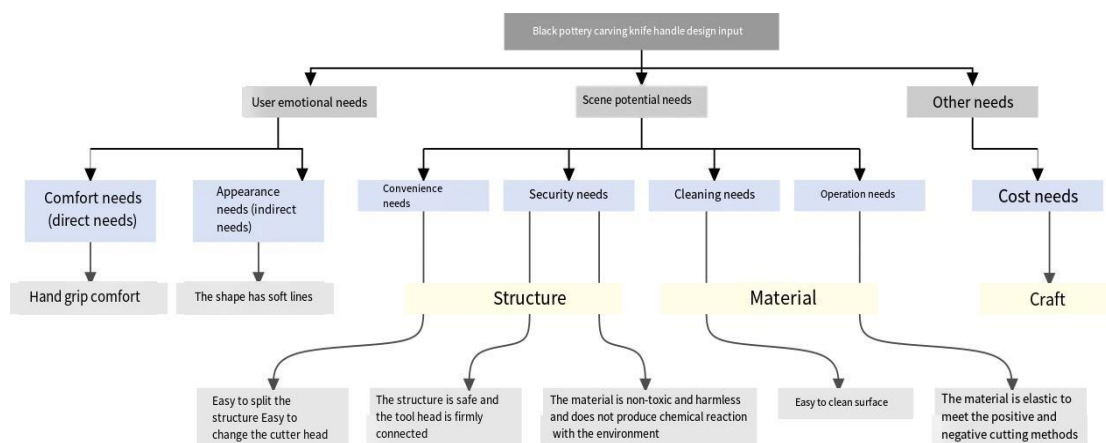 Black pottery carving knife handle design input
User emotional needs
Scene potential needs
Other needs
Comfort needs
(direct needs)
Appearance
needs (indirect
needs)
Convenience
needs
Security needs
Cleaning needs
Operation needs
Cost needs
Hand grip comfort
The shape has soft lines
Structure
Material
Craft
Easy to split the
structure Easy to
change the cutter head
The structure is safe and
the tool head is firmly
connected
The material is non-toxic and harmless
and does not produce chemical reaction
with the environment
Easy to clean surface
The material is elastic to
meet the positive and
negative cutting methods